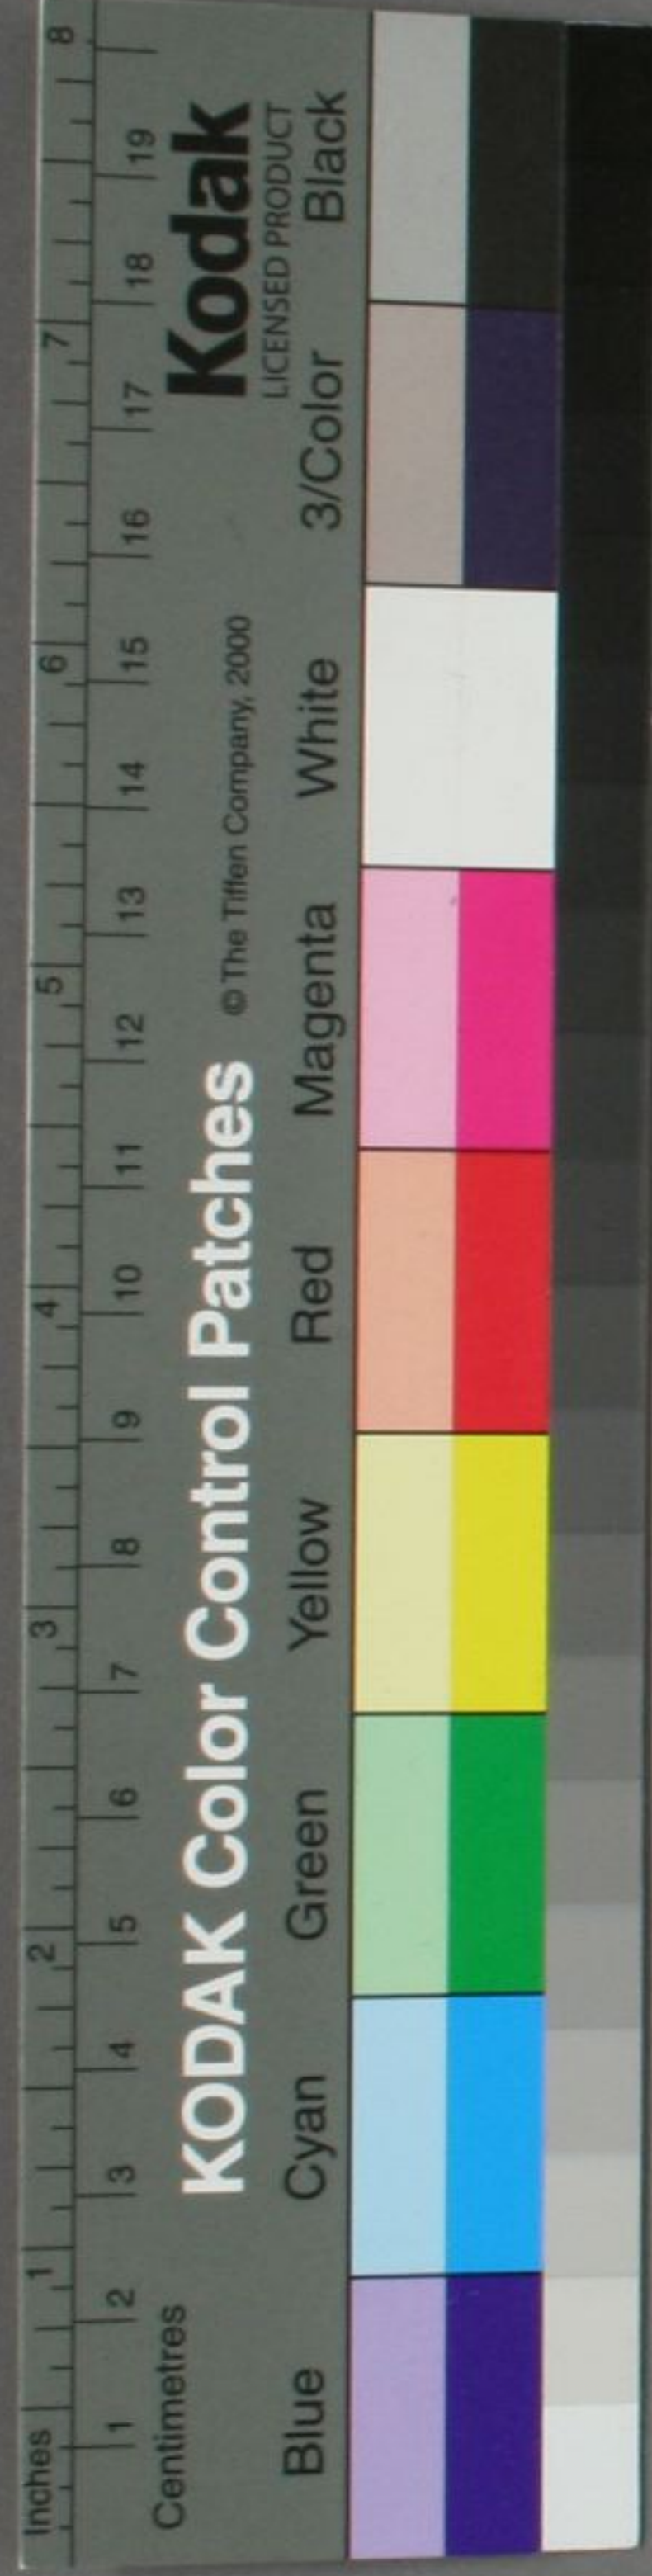 Inches 1 2 3 4 5 6 7 8
1 2 3 4 5 6 7 8 9 10 11 12 13 14 15 16 17 18 19
Centimetres
KODAK Color Control Patches © The Tiffen Company, 2000 Kodak
LICENSED PRODUCT
Blue Cyan Green Yellow Red Magenta White 3/Color Black